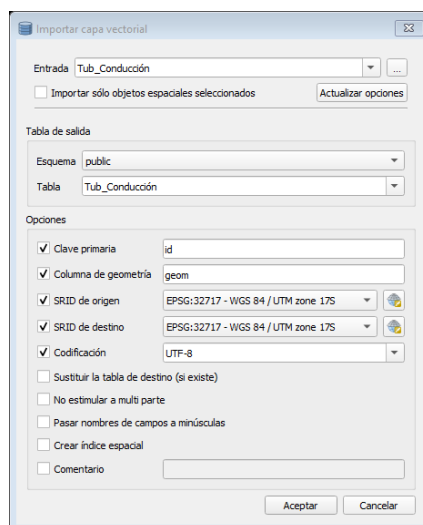 Importar capa vectorial
Entrada Tub_Conducción ...
Importar sólo objetos espaciales seleccionados Actualizar opciones
Tabla de salida
Esquema public
Tabla Tub_Conducción
Opciones
Clave primaria id
Columna de geometría geom
SRID de origen EPSG:32717 - WGS 84 / UTM zone 17S
SRID de destino EPSG:32717 - WGS 84 / UTM zone 17S
Codificación UTF-8
Sustituir la tabla de destino (si existe)
No estimular a multi parte
Pasar nombres de campos a minúsculas
Crear índice espacial
Comentario
Aceptar Cancelar